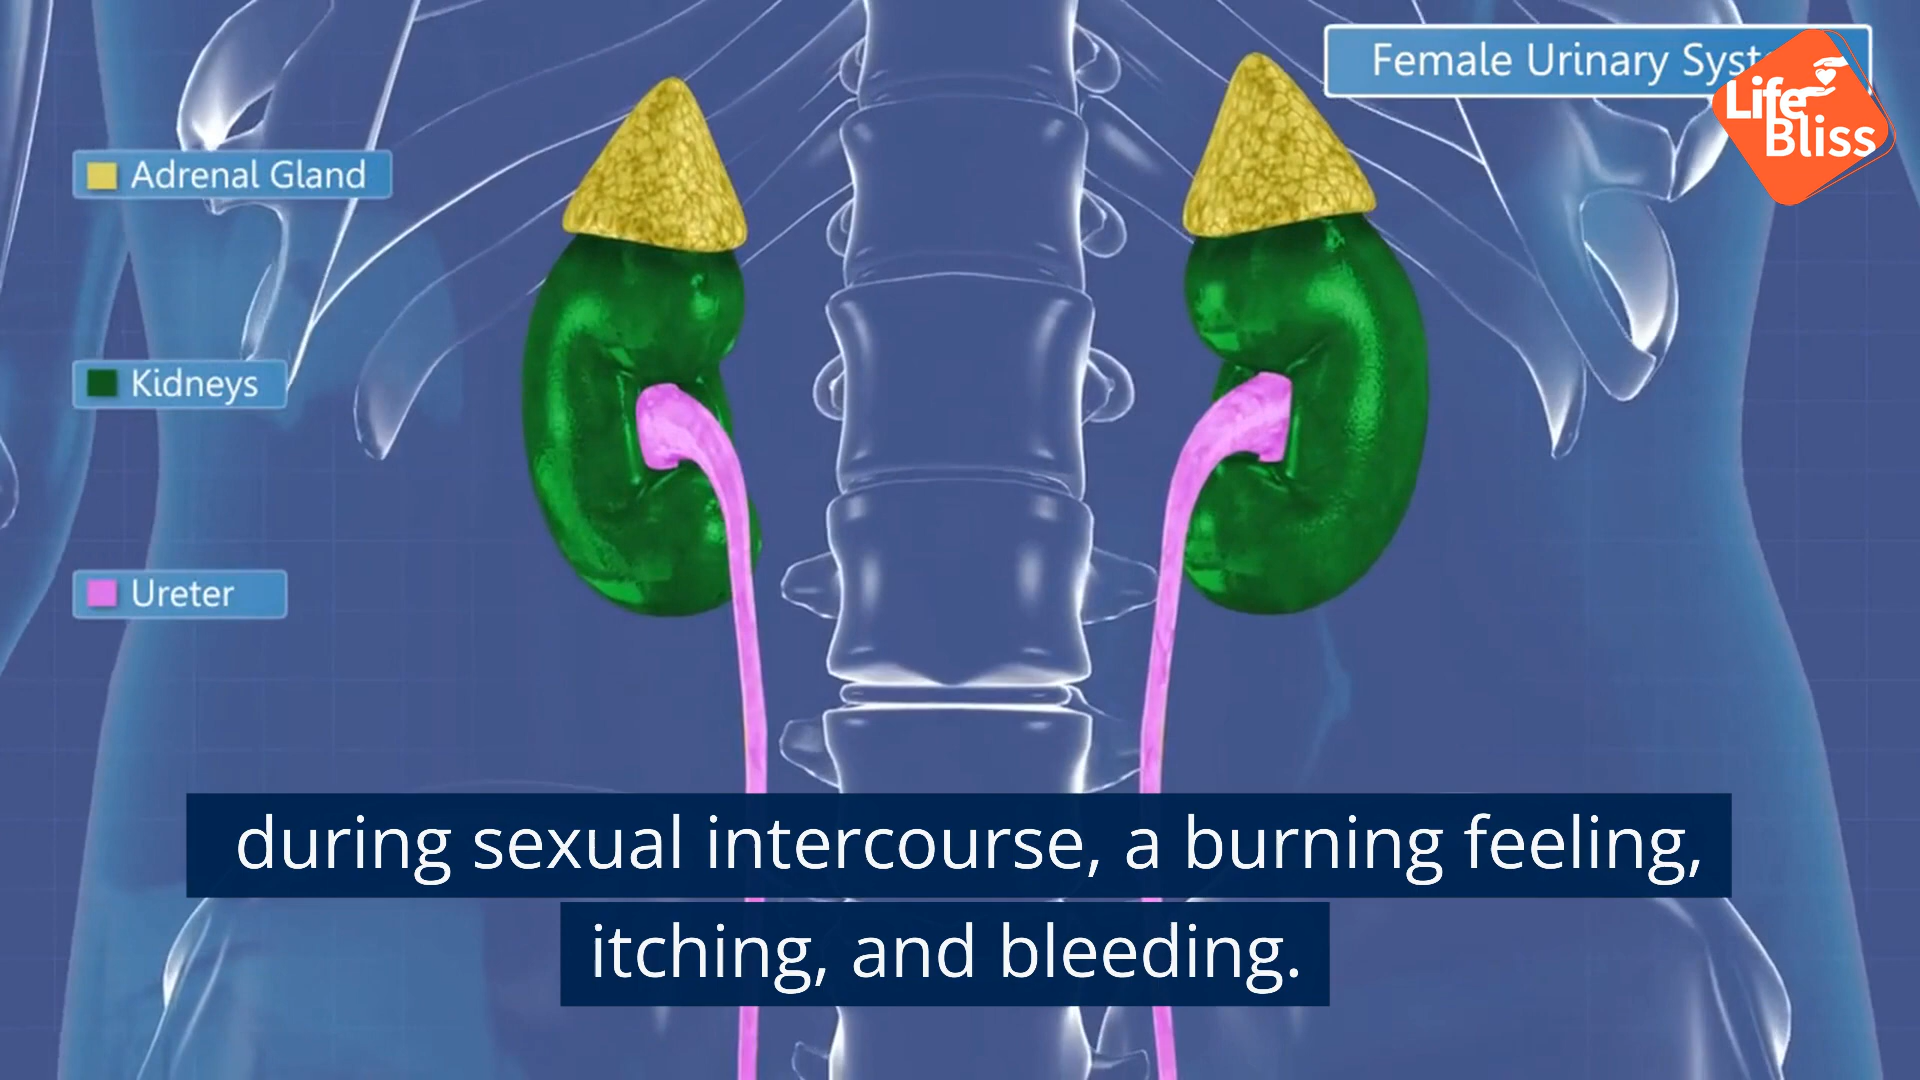 Female Urinary Syst
Life
Bliss
Adrenal Gland
Kidneys
Ureter
during sexual intercourse, a burning feeling,
itching, and bleeding.